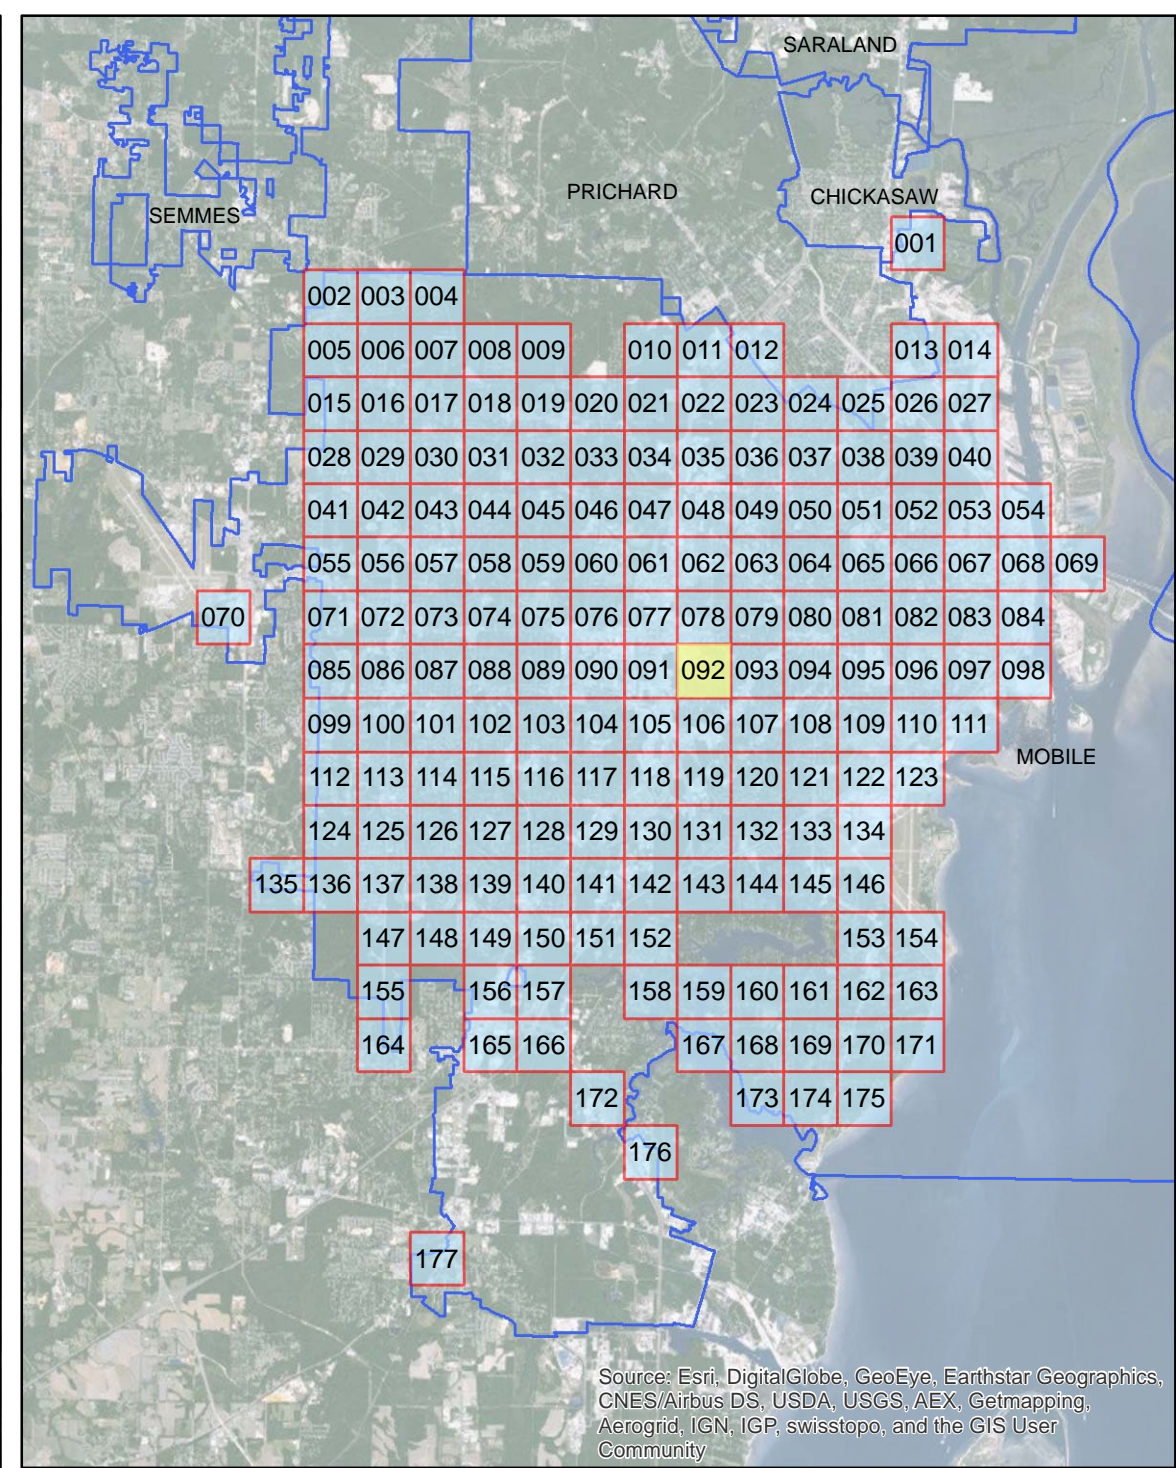 SARALAND
PRICHARD
CHICKASAW
SEMMES
001
002 003 004
005 006 007 008 009 010 011 012 013 014
015 016 017 018 019 020 021 022 023 024 025 026 027
028 029 030 031 032 033 034 035 036 037 038 039 040
041 042 043 044 045 046 047 048 049 050 051 052 053 054
055 056 057 058 059 060 061 062 063 064 065 066 067 068 069
070 071 072 073 074 075 076 077 078 079 080 081 082 083 084
085 086 087 088 089 090 091 092 093 094 095 096 097 098
099 100 101 102 103 104 105 106 107 108 109 110 111
MOBILE
112 113 114 115 116 117 118 119 120 121 122 123
124 125 126 127 128 129 130 131 132 133 134
135 136 137 138 139 140 141 142 143 144 145 146
147 148 149 150 151 152 153 154
155 156 157 158 159 160 161 162 163
164 165 166 167 168 169 170 171
172 173 174 175
176
177
Source: Esri, DigitalGlobe, GeoEye, Earthstar Geographics,
CNES/Airbus DS, USDA, USGS, AEX, Getmapping,
Aerogrid, IGN, IGP, swisstopo, and the GIS User
Community